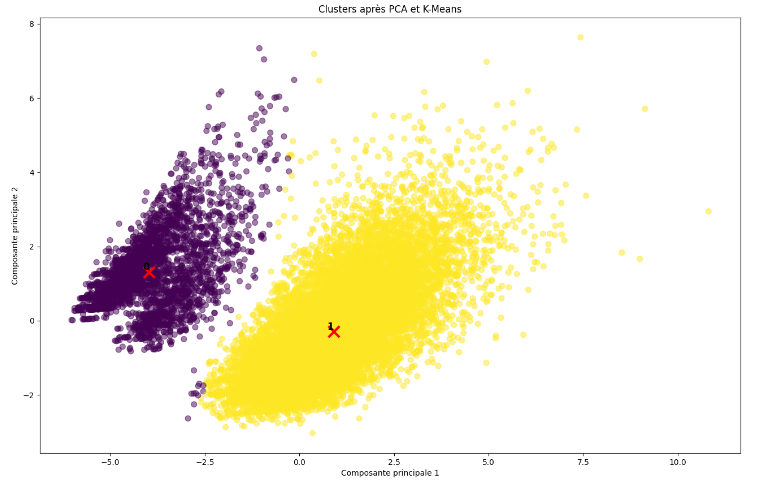 Clusters après PCA et K-Means
8
6
4
2
0
−2
Composante principale 2
0
1
−5.0 −2.5 0.0 2.5 5.0 7.5 10.0
Composante principale 1